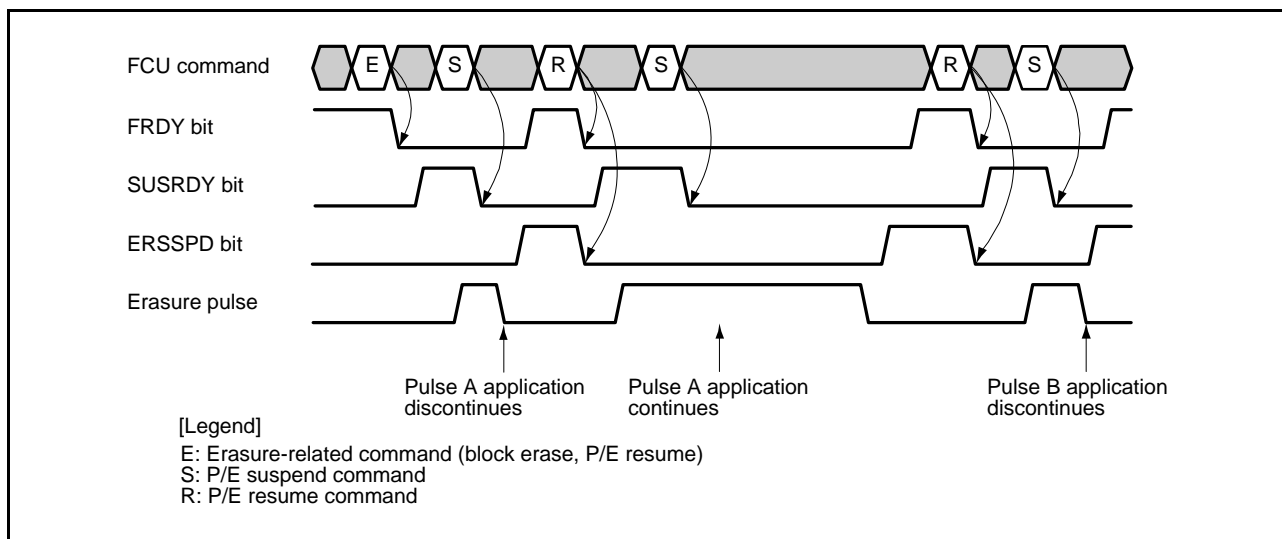 FCU command
E S R S R S
FRDY bit
SUSRDY bit
ERSSPD bit
Erasure pulse
Pulse A application
discontinues
Pulse A application
continues
Pulse B application
discontinues
[Legend]
E: Erasure-related command (block erase, P/E resume)
S: P/E suspend command
R: P/E resume command